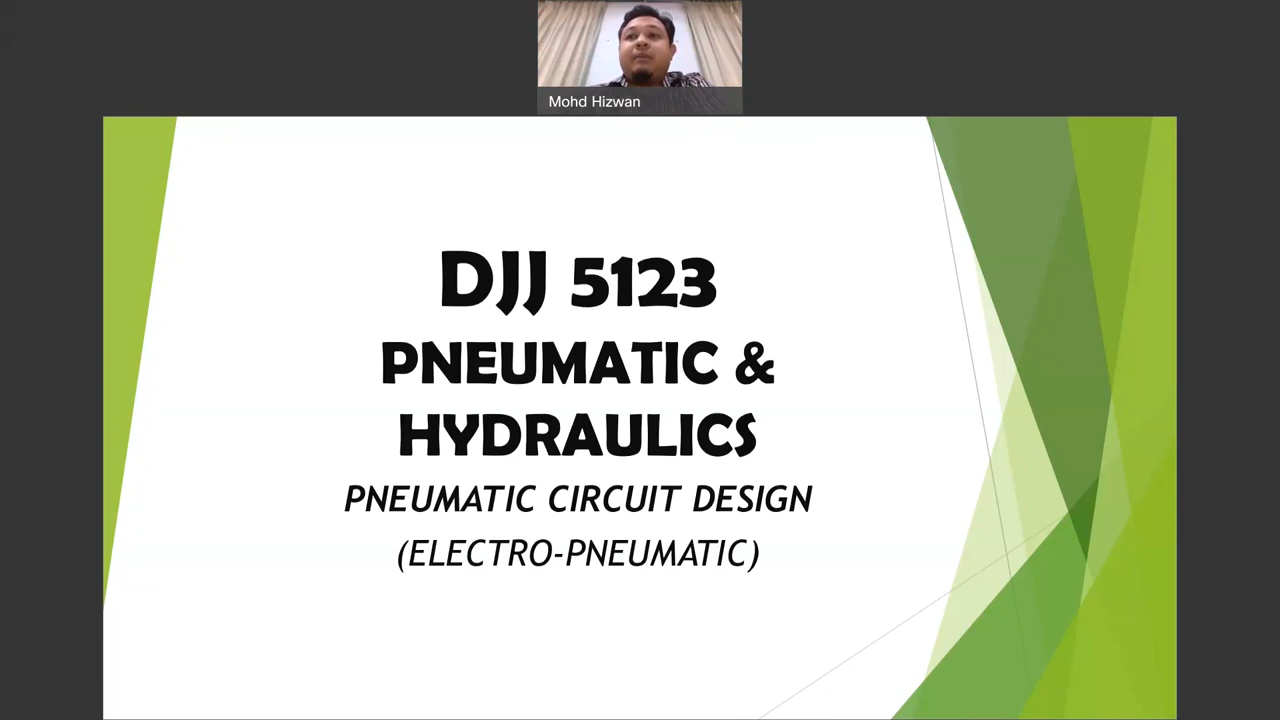 Mohd Hizwan
DJJ 5123
PNEUMATIC &
HYDRAULICS
PNEUMATIC CIRCUIT DESIGN
(ELECTRO-PNEUMATIC)